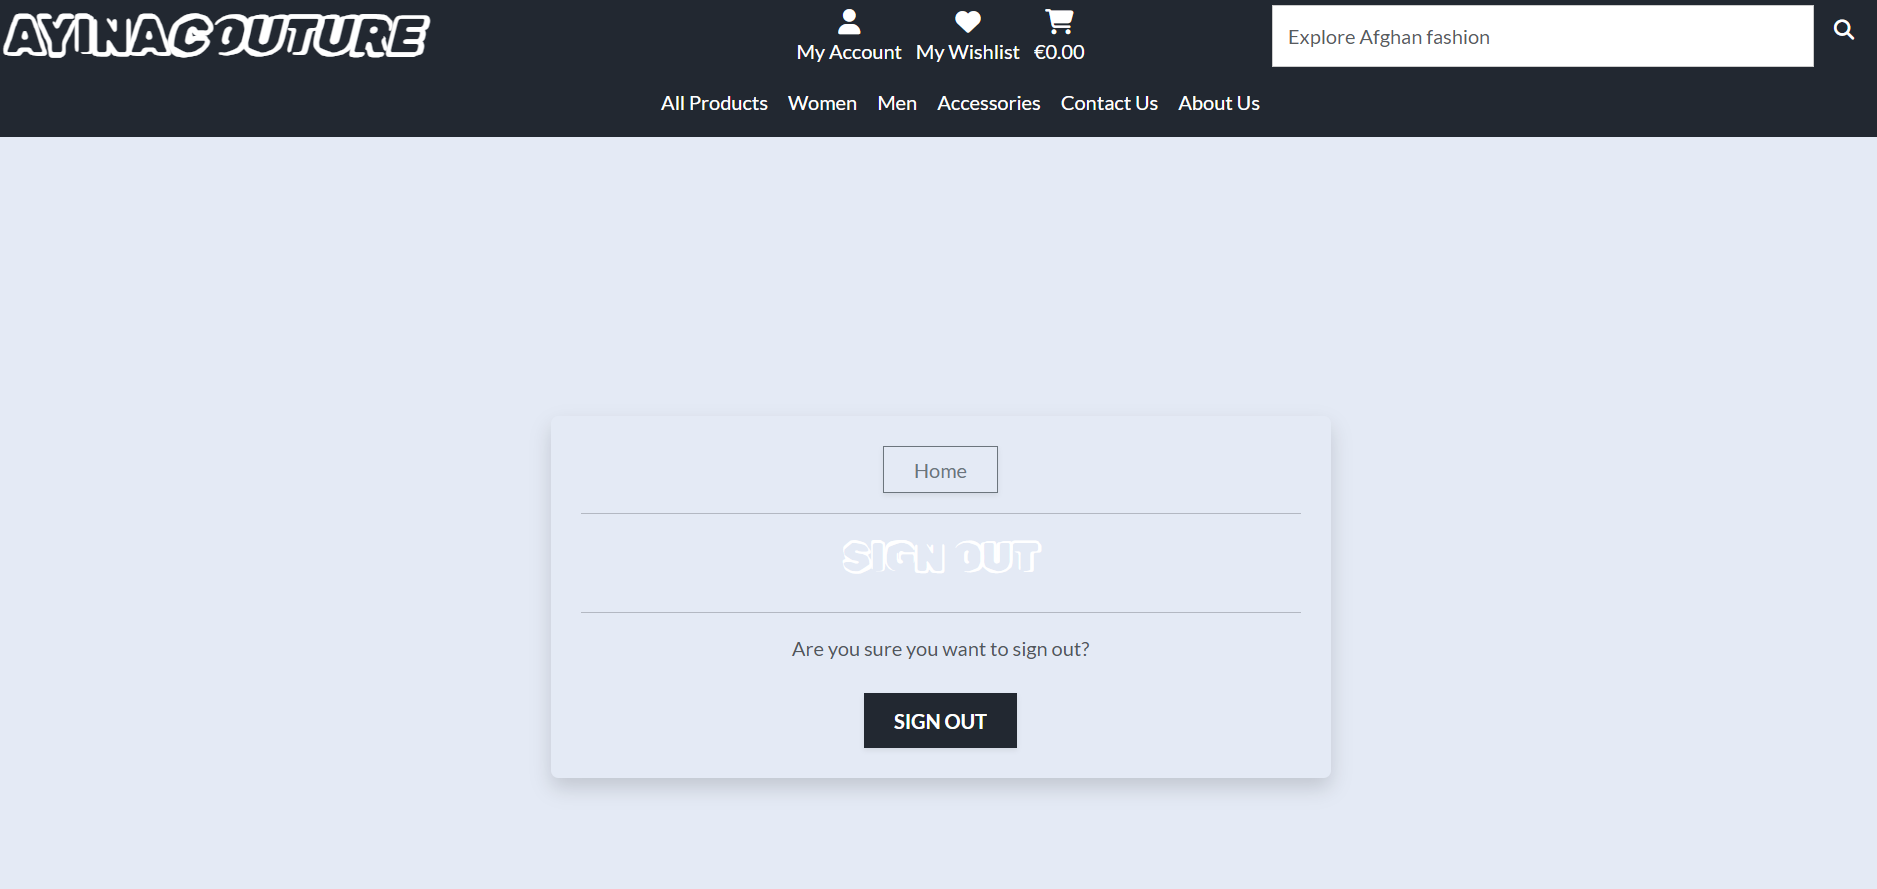 AYINACOUTURE
My Account My Wishlist €0.00
Explore Afghan fashion
All Products Women Men Accessories Contact Us About Us
Home
SIGN OUT
Are you sure you want to sign out?
SIGN OUT